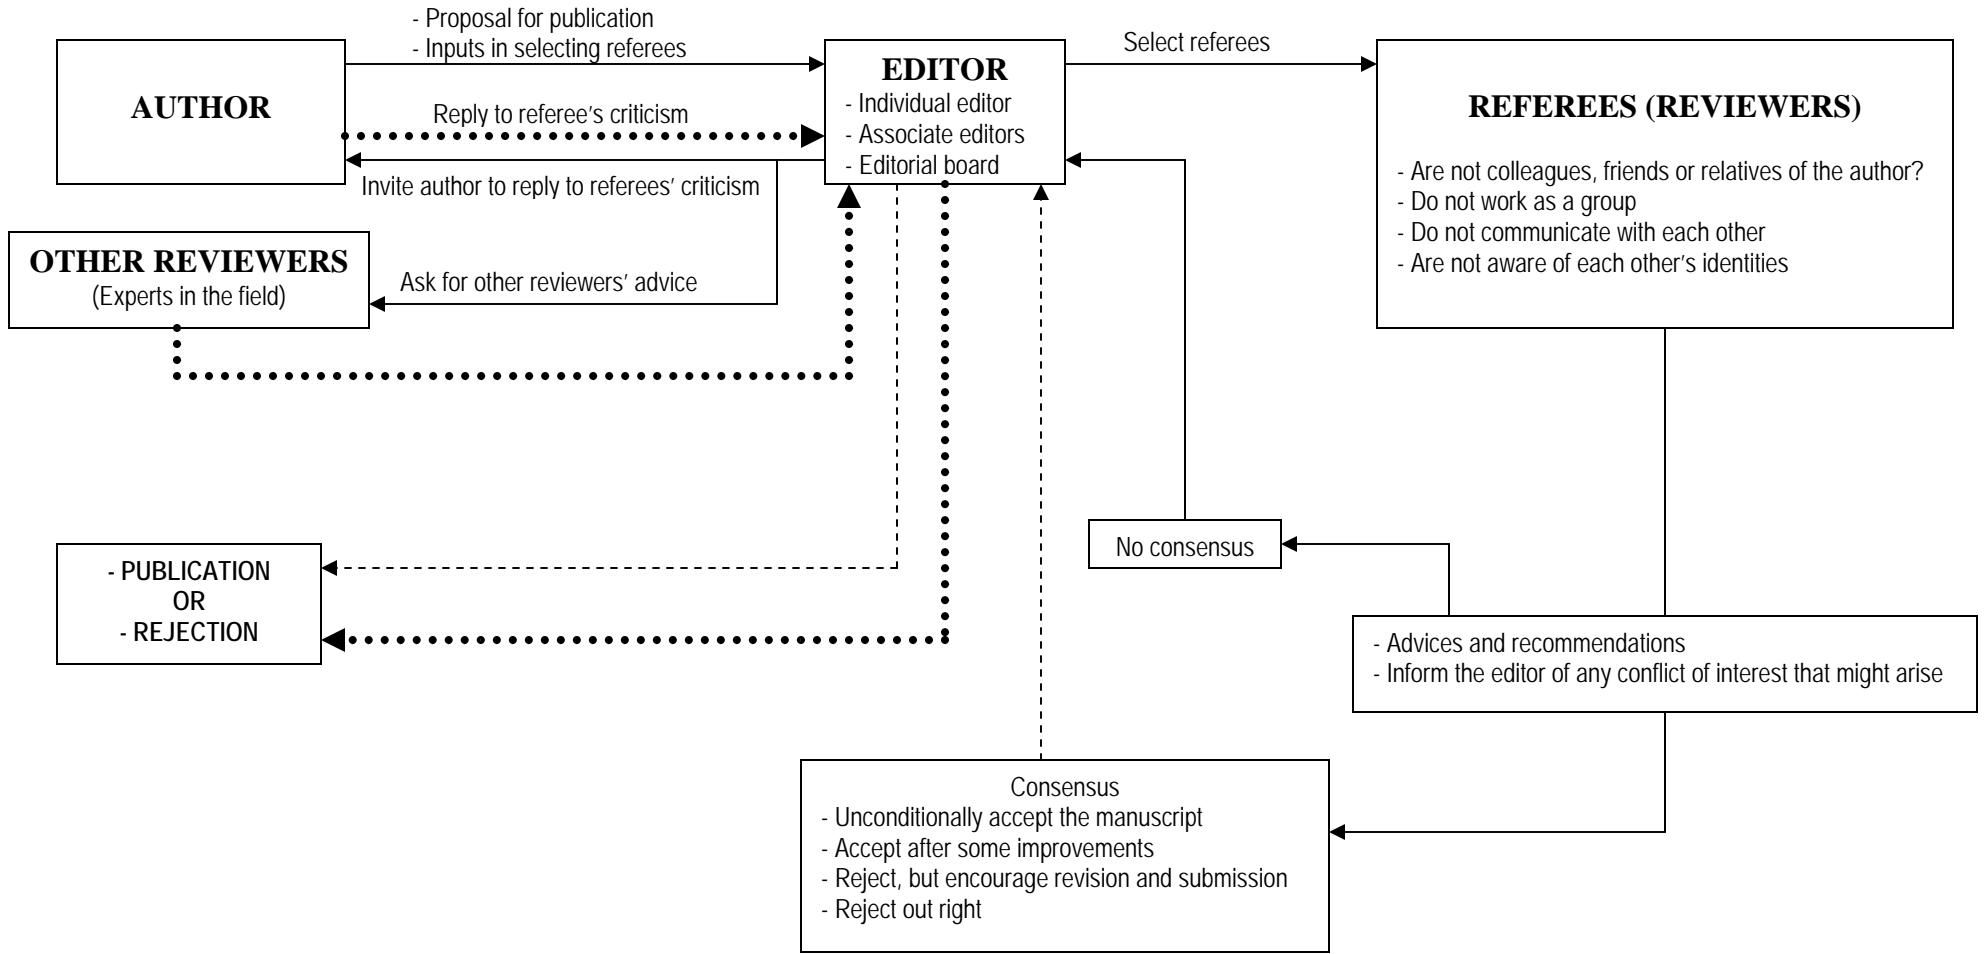 - Proposal for publication
- Inputs in selecting referees
AUTHOR
Reply to referee's criticism
Invite author to reply to referees' criticism
EDITOR
- Individual editor
- Associate editors
- Editorial board
Select referees
REFEREES (REVIEWERS)
- Are not colleagues, friends or relatives of the author?
- Do not work as a group
- Do not communicate with each other
- Are not aware of each other's identities
OTHER REVIEWERS
(Experts in the field)
Ask for other reviewers' advice
No consensus
- PUBLICATION
OR
- REJECTION
- Advices and recommendations
- Inform the editor of any conflict of interest that might arise
Consensus
- Unconditionally accept the manuscript
- Accept after some improvements
- Reject, but encourage revision and submission
- Reject out right